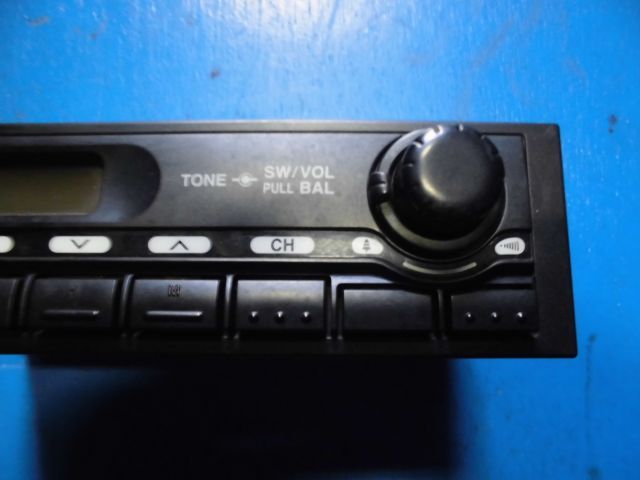 TONE SW/VOL
PULL BAL
CH